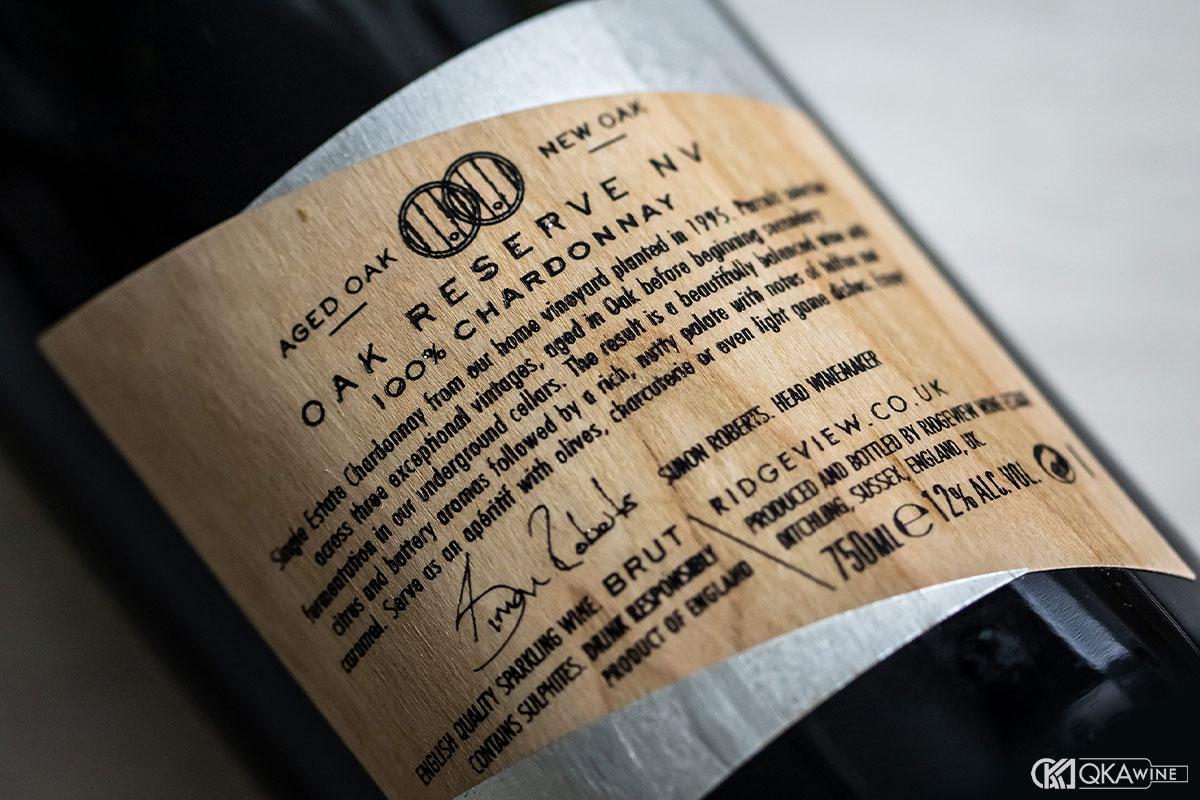 AGED OAK
NEW OAK
OAK RESERVE NV
100% CHARDONNAY
Single Estate Chardonnay from our home vineyard planted in 1995. Parcels selected
across three exceptional vintages, aged in Oak before beginning secondary
fermentation in our underground cellars. The result is a beautifully balanced wine with
citrus and buttery aromas followed by a rich, nutty palate with notes of toffee and
caramel. Serve as an apéritif with olives, charcuterie or even light game dishes.
Simon Roberts
SIMON ROBERTS. HEAD WINEMAKER
ENGLISH QUALITY SPARKLING WINE. BRUT
CONTAINS SULPHITES. DRINK RESPONSIBLY
PRODUCT OF ENGLAND
RIDGEVIEW.CO.UK
PRODUCED AND BOTTLED BY RIDGEVIEW WINE ESTATE
DITCHLING, SUSSEX, ENGLAND, UK
750ML e 12% ALC. VOL.
QKAWINE